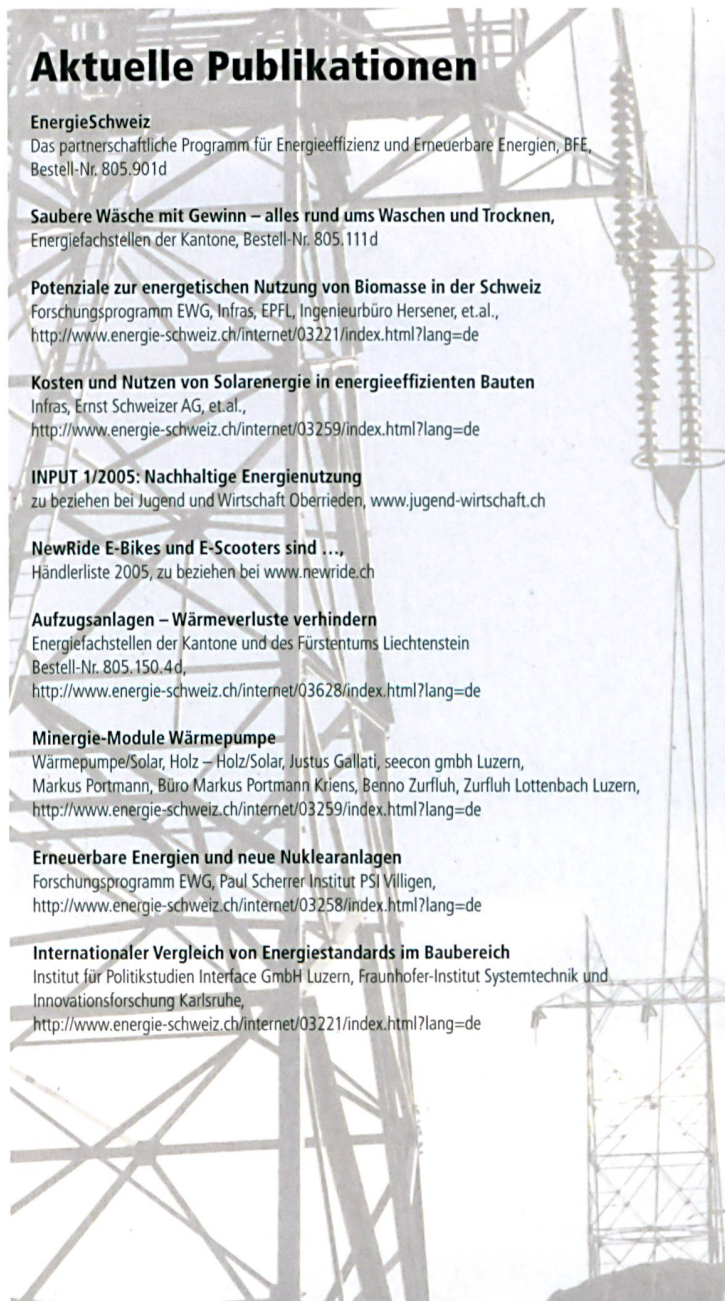 Aktuelle Publikationen
EnergieSchweiz
Das partnerschaftliche Programm für Energieeffizienz und Erneuerbare Energien, BFE,
Bestell-Nr. 805.901d
Saubere Wäsche mit Gewinn – alles rund ums Waschen und Trocknen,
Energiefachstellen der Kantone, Bestell-Nr. 805.111d
Potenziale zur energetischen Nutzung von Biomasse in der Schweiz
Forschungsprogramm EWG, Infras, EPFL, Ingenieurbüro Hersener, et.al.,
http://www.energie-schweiz.ch/internet/03221/index.html?lang=de
Kosten und Nutzen von Solarenergie in energieeffizienten Bauten
Infras, Ernst Schweizer AG, et.al.,
http://www.energie-schweiz.ch/internet/03259/index.html?lang=de
INPUT 1/2005: Nachhaltige Energienutzung
zu beziehen bei Jugend und Wirtschaft Oberrieden, www.jugend-wirtschaft.ch
NewRide E-Bikes und E-Scooters sind ...,
Händlerliste 2005, zu beziehen bei www.newride.ch
Aufzugsanlagen – Wärmeverluste verhindern
Energiefachstellen der Kantone und des Fürstentums Liechtenstein
Bestell-Nr. 805.150.4d,
http://www.energie-schweiz.ch/internet/03628/index.html?lang=de
Minergie-Module Wärmepumpe
Wärmepumpe/Solar, Holz – Holz/Solar, Justus Gallati, seecon gmbh Luzern,
Markus Portmann, Büro Markus Portmann Kriens, Benno Zurfluh, Zurfluh Lottenbach Luzern,
http://www.energie-schweiz.ch/internet/03259/index.html?lang=de
Erneuerbare Energien und neue Nuklearanlagen
Forschungsprogramm EWG, Paul Scherrer Institut PSI Villigen,
http://www.energie-schweiz.ch/internet/03258/index.html?lang=de
Internationaler Vergleich von Energiestandards im Baubereich
Institut für Politikstudien Interface GmbH Luzern, Fraunhofer-Institut Systemtechnik und
Innovationsforschung Karlsruhe,
http://www.energie-schweiz.ch/internet/03221/index.html?lang=de